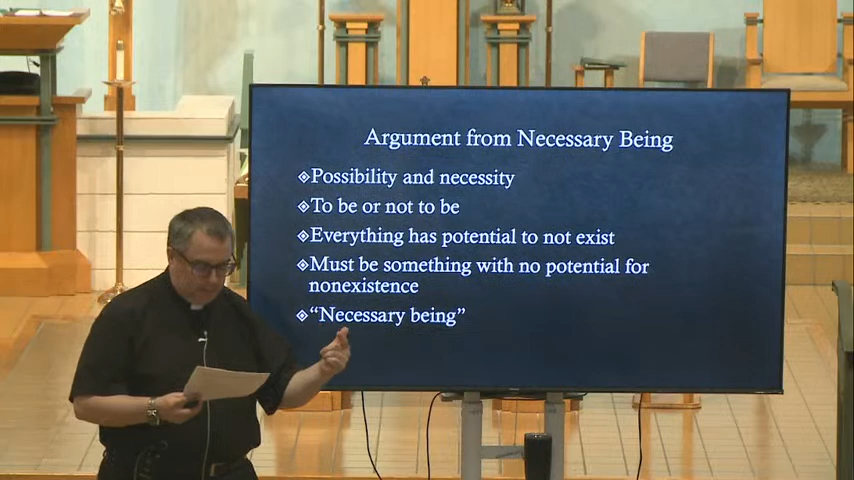 Argument from Necessary Being
◈Possibility and necessity
◈To be or not to be
◈Everything has potential to not exist
◈Must be something with no potential for
nonexistence
◈“Necessary being”